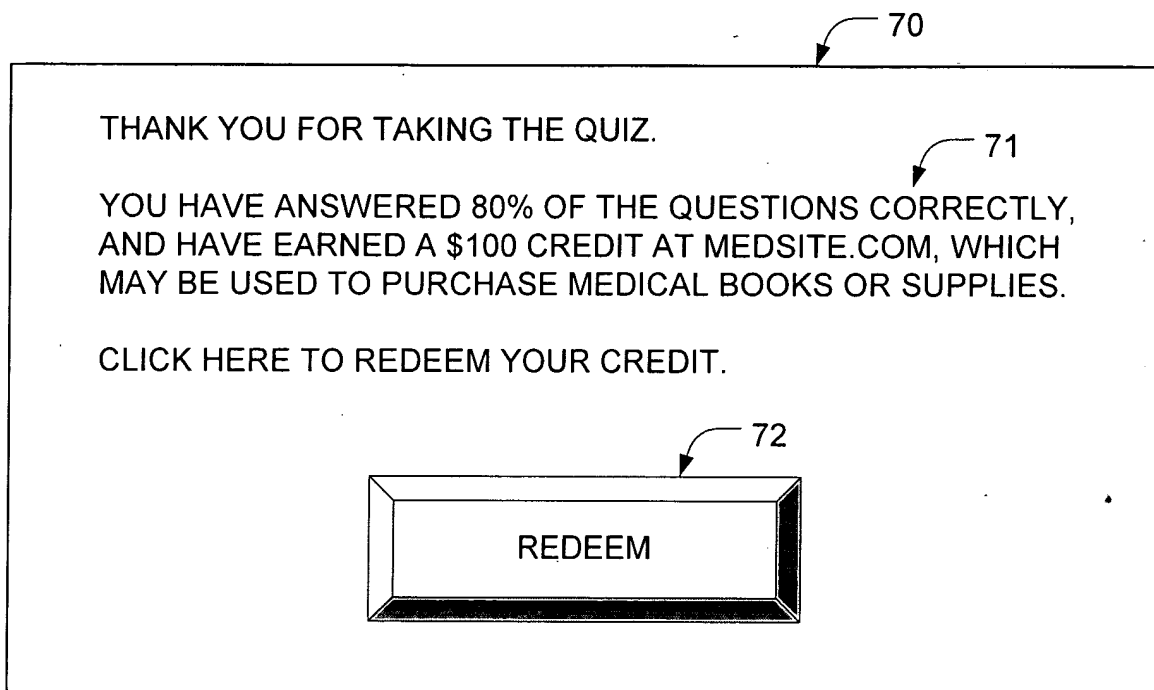 70
THANK YOU FOR TAKING THE QUIZ.
71
YOU HAVE ANSWERED 80% OF THE QUESTIONS CORRECTLY,
AND HAVE EARNED A $100 CREDIT AT MEDSITE.COM, WHICH
MAY BE USED TO PURCHASE MEDICAL BOOKS OR SUPPLIES.
CLICK HERE TO REDEEM YOUR CREDIT.
72
REDEEM